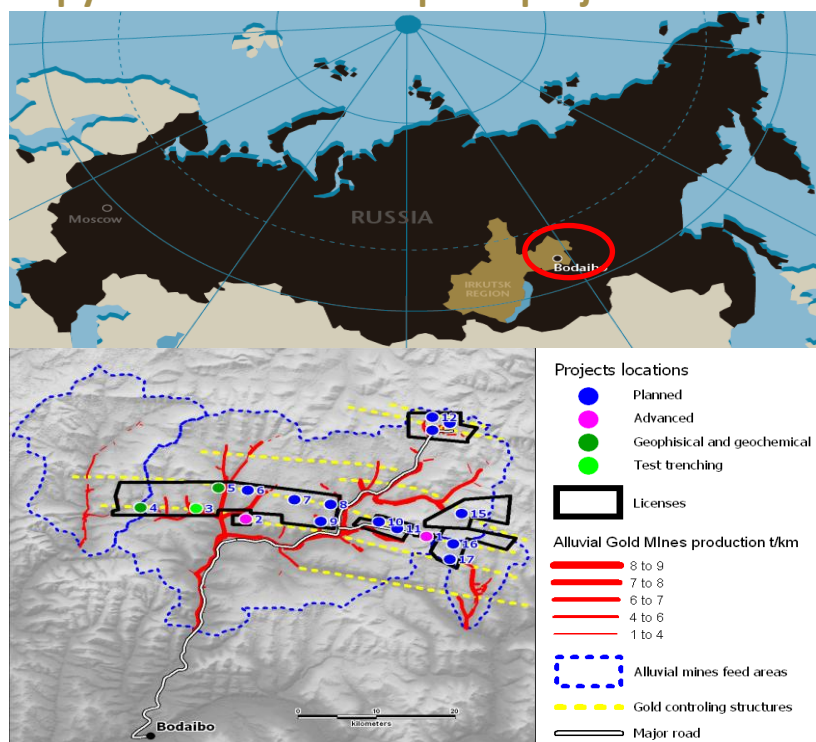 Moscow
RUSSIA
Bodaibo
IRKUTSK
REGION
12
5
6
7
8
4
3
2
9
10
11
1
15
16
17
Bodaibo
0 10 20
kilometers
Projects locations
Planned
Advanced
Geophisical and geochemical
Test trenching
Licenses
Alluvial Gold MInes production t/km
8 to 9
7 to 8
6 to 7
4 to 6
1 to 4
Alluvial mines feed areas
Gold controling structures
Major road